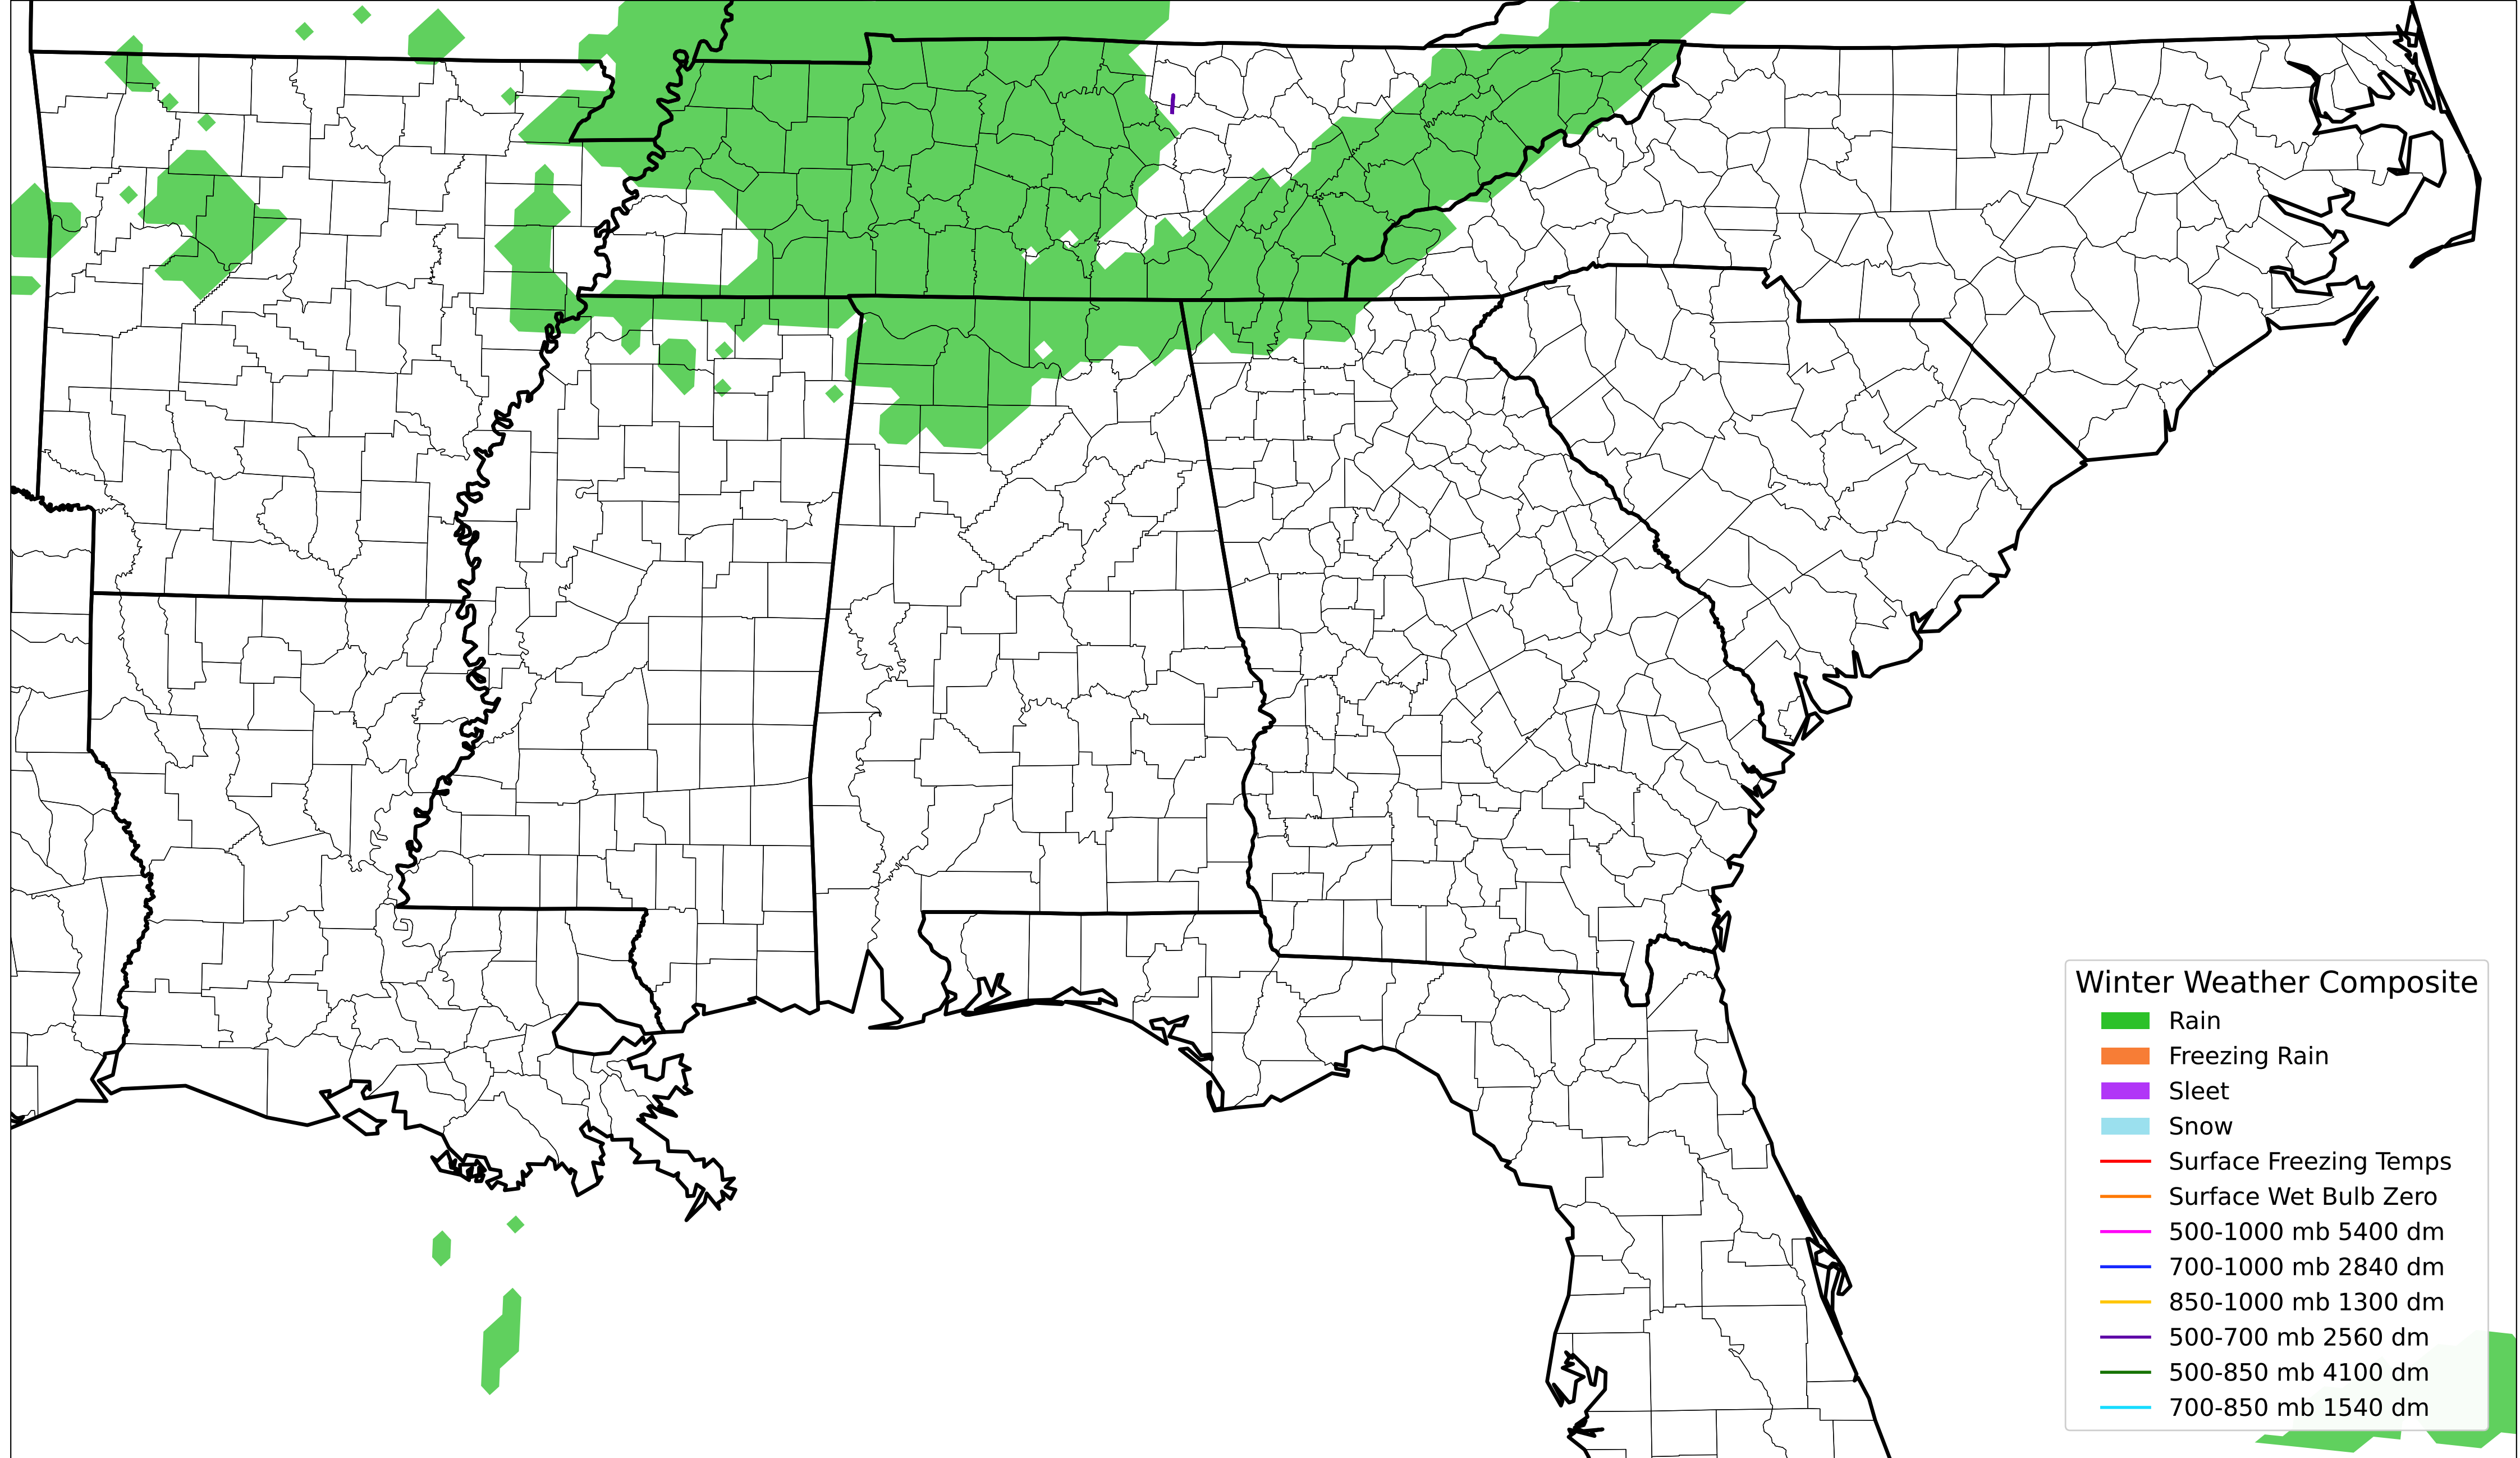 Winter Weather Composite
Rain
Freezing Rain
Sleet
Snow
Surface Freezing Temps
Surface Wet Bulb Zero
500-1000 mb 5400 dm
700-1000 mb 2840 dm
850-1000 mb 1300 dm
500-700 mb 2560 dm
500-850 mb 4100 dm
700-850 mb 1540 dm